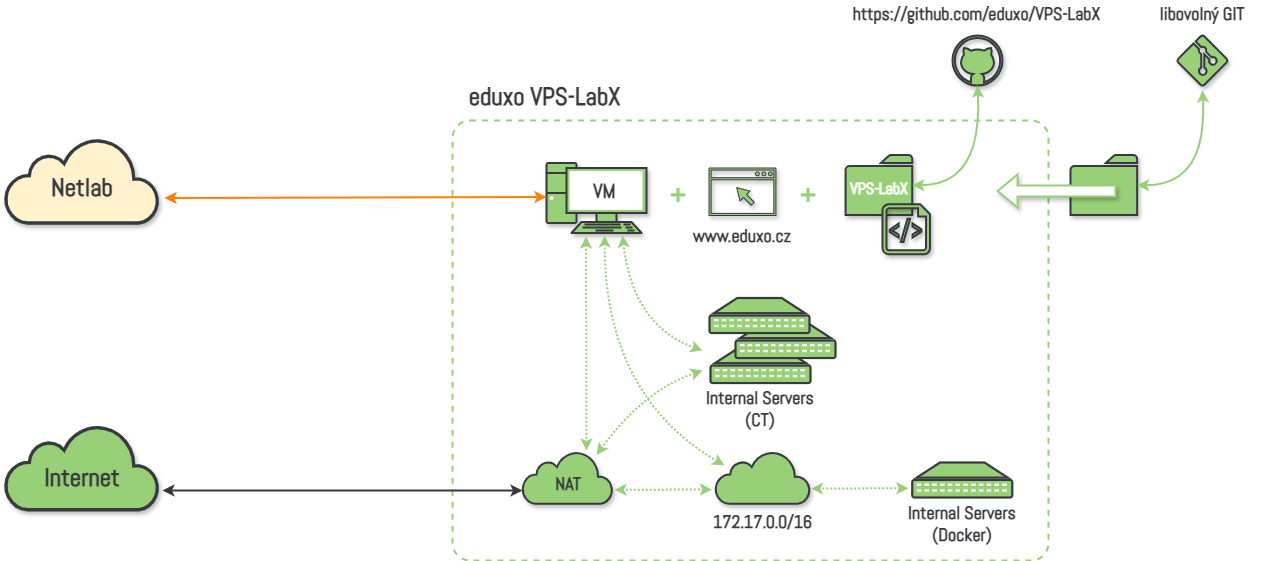 https://github.com/eduxo/VPS-LabX
libovolný GIT
eduxo VPS-LabX
Netlab
VM
+
+
VPS-LabX
</>
www.eduxo.cz
Internal Servers
(CT)
Internet
NAT
172.17.0.0/16
Internal Servers
(Docker)